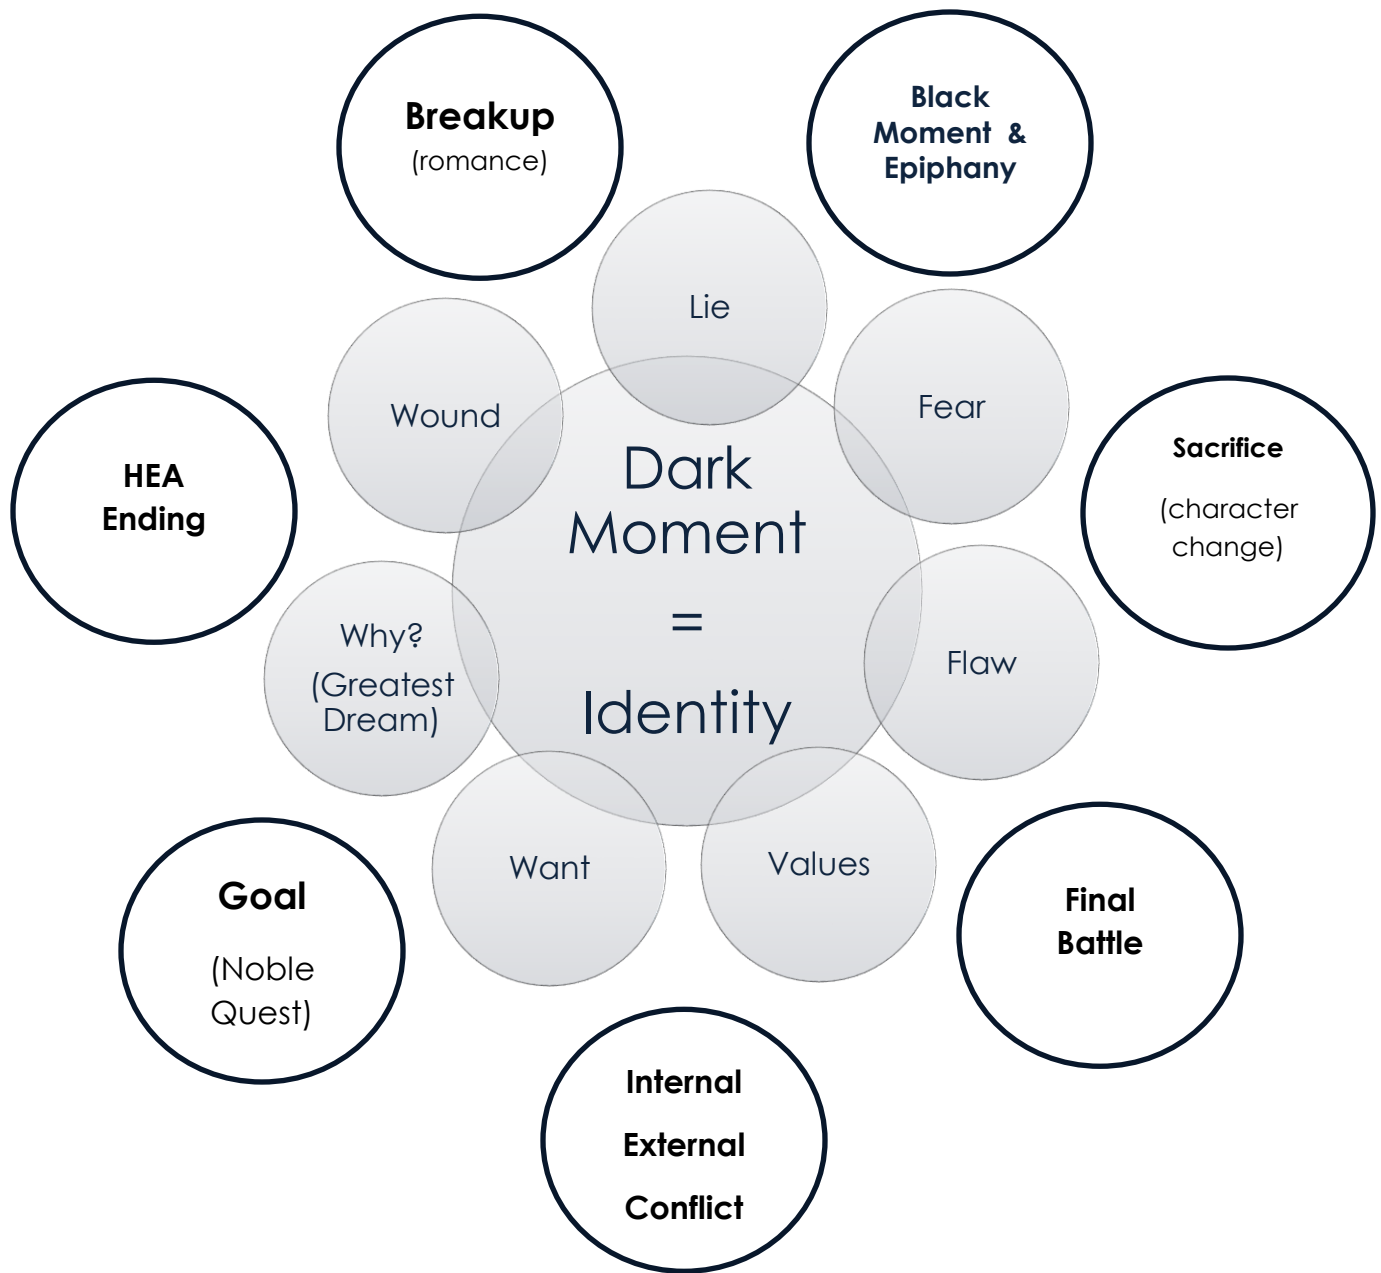 Breakup
(romance)
Black
Moment &
Epiphany
Lie
Wound
Fear
HEA
Ending
Sacrifice
(character
change)
Dark
Moment
=
Identity
Why?
(Greatest
Dream)
Flaw
Want
Values
Goal
(Noble
Quest)
Final
Battle
Internal
External
Conflict